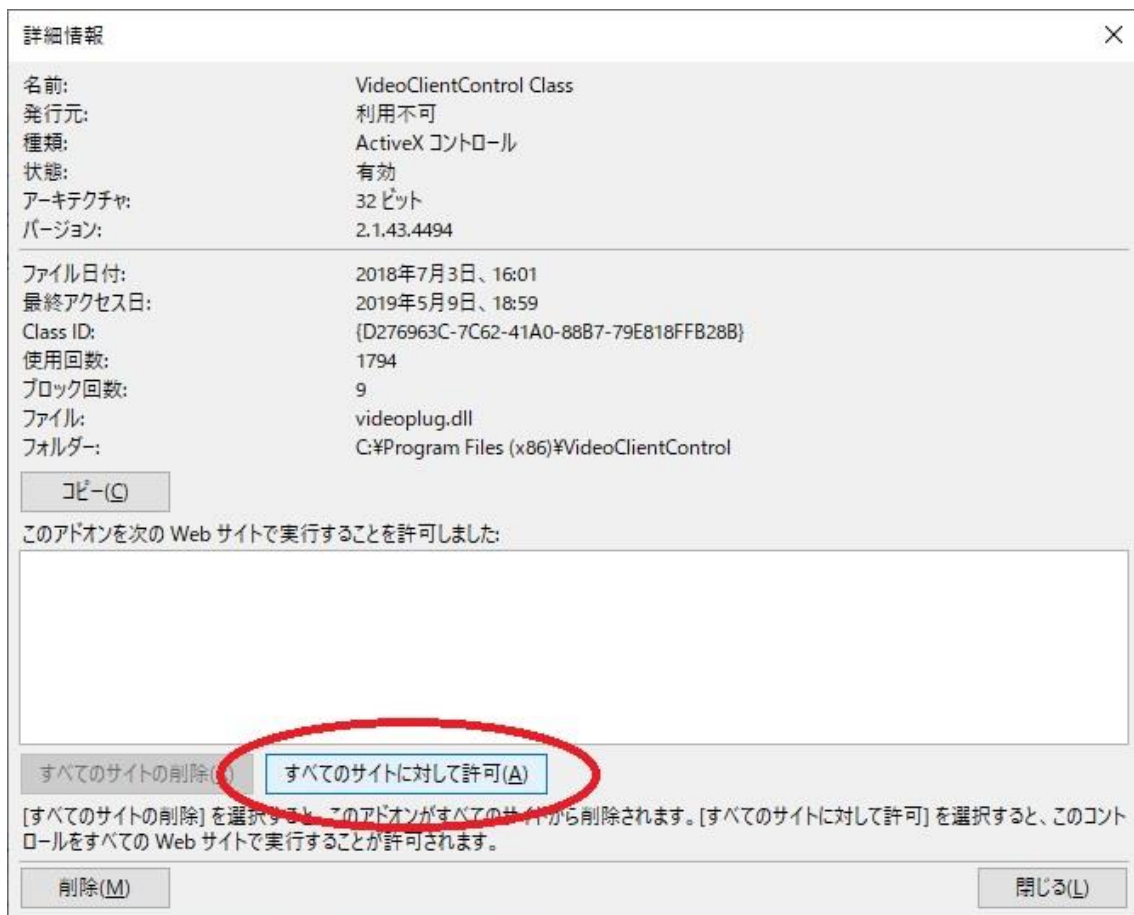 詳細情報
名前: VideoClientControl Class
発行元: 利用不可
種類: ActiveX コントロール
状態: 有効
アーキテクチャ: 32 ビット
バージョン: 2.1.43.4494
ファイル日付: 2018年7月3日、16:01
最終アクセス日: 2019年5月9日、18:59
Class ID: {D276963C-7C62-41A0-88B7-79E818FFB28B}
使用回数: 1794
ブロック回数: 9
ファイル: videoplug.dll
フォルダー: C:¥Program Files (x86)¥VideoClientControl
コピー(C)
このアドオンを次の Web サイトで実行することを許可しました:
すべてのサイトの削除( すべてのサイトに対して許可(A)
[すべてのサイトの削除] を選択すると、このアドオンがすべてのサイトから削除されます。[すべてのサイトに対して許可] を選択すると、このコント
ロールをすべての Web サイトで実行することが許可されます。
削除(M) 閉じる(L)